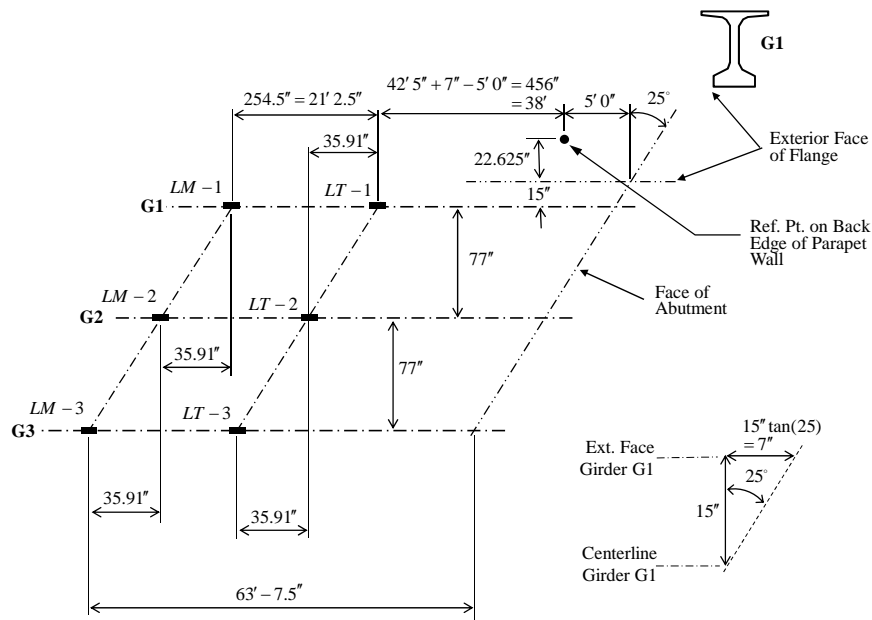 G1
42′ 5″ + 7″ − 5′ 0″ = 456″
= 38′
254.5″ = 21′ 2.5″
5′ 0″
25°
35.91″
Exterior Face
of Flange
22.625″
LM − 1
LT − 1
15″
G1
Ref. Pt. on Back
Edge of Parapet
Wall
77″
Face of
Abutment
LM − 2
LT − 2
G2
35.91″
77″
LM − 3
LT − 3
G3
15″ tan(25)
= 7″
Ext. Face
Girder G1
25°
35.91″
35.91″
15″
Centerline
Girder G1
63′ − 7.5″